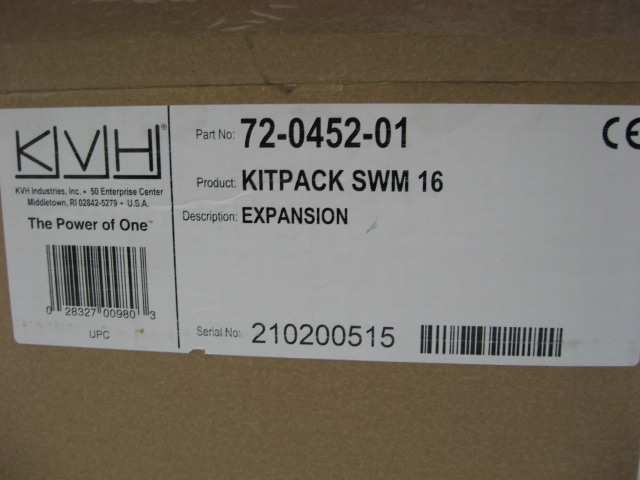 KVH®
KVH Industries, Inc. • 50 Enterprise Center
Middletown, RI 02842-5279 • U.S.A.
The Power of One™
0 28327 00980 3
UPC
Part No: 72-0452-01
CE
Product: KITPACK SWM 16
Description: EXPANSION
Serial No: 210200515